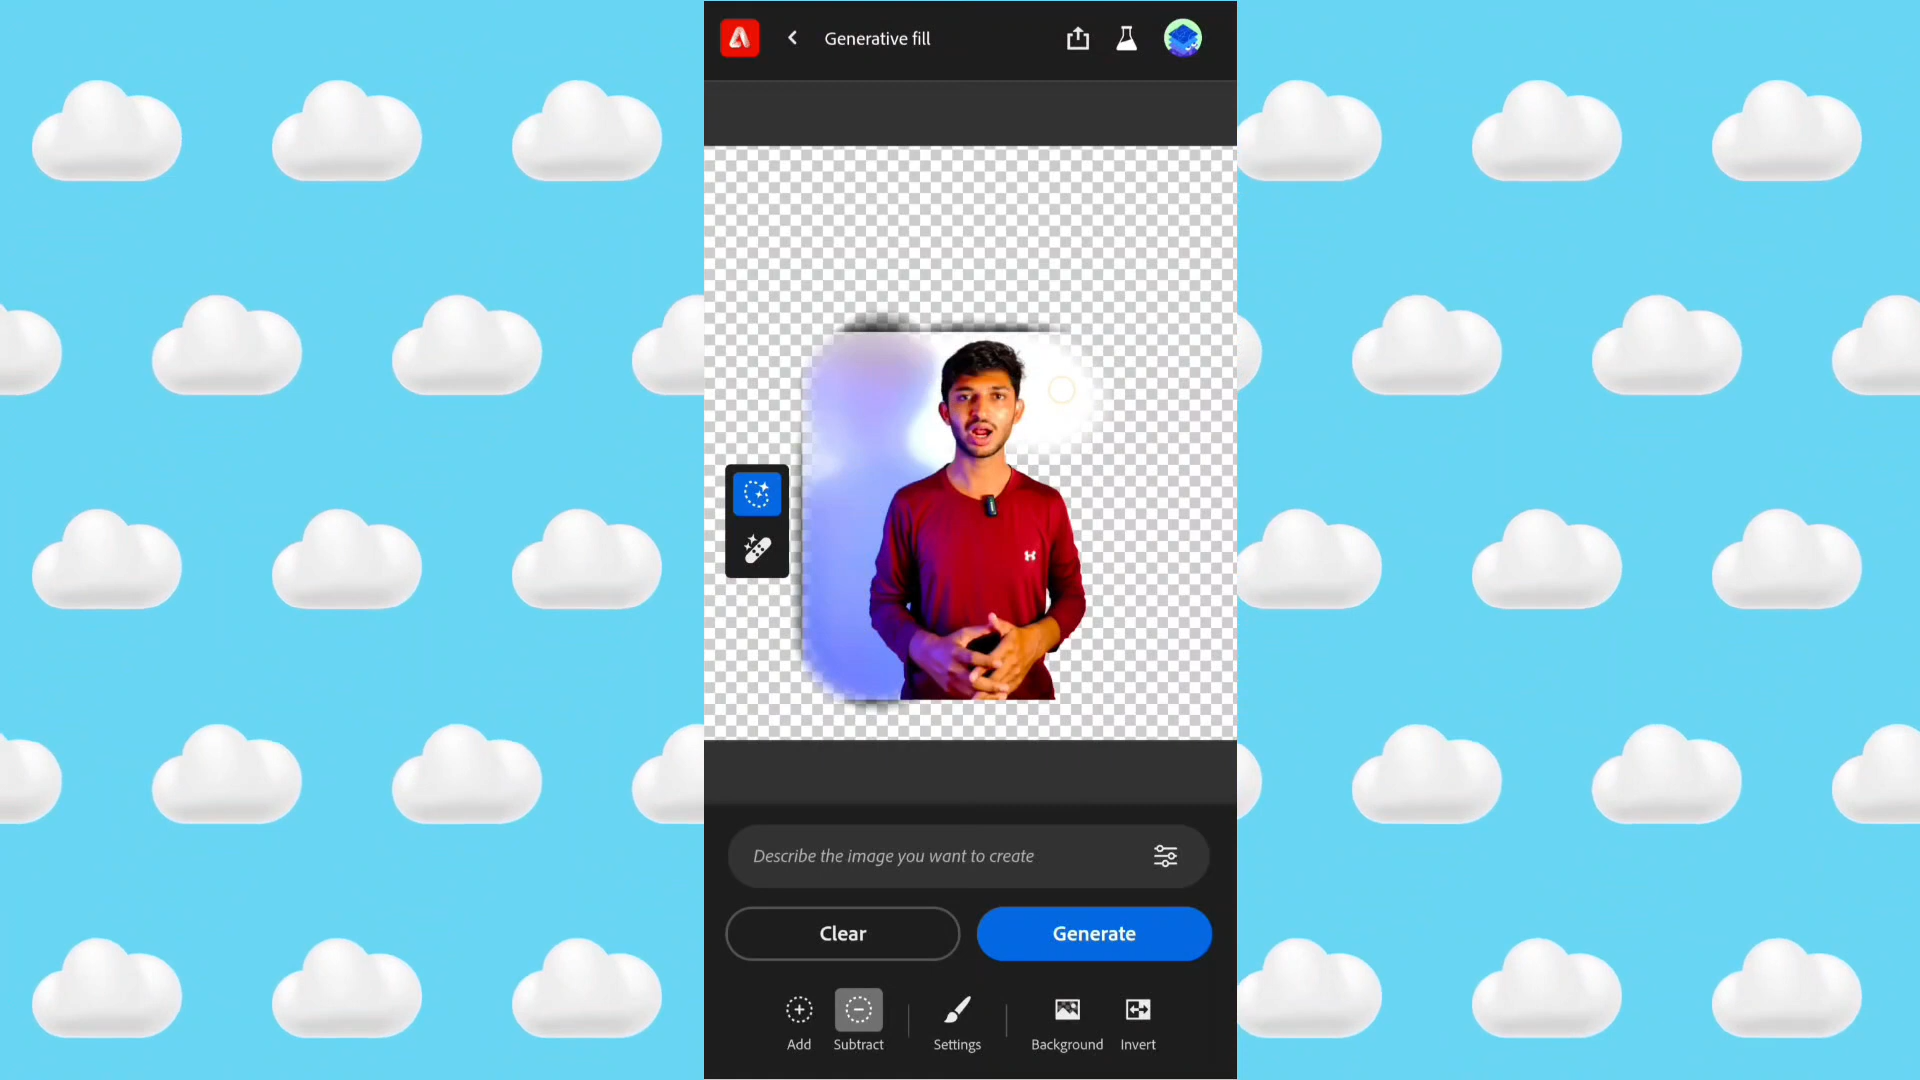 Generative fill
Describe the image you want to create
Clear
Generate
Add
Subtract
Settings
Background
Invert